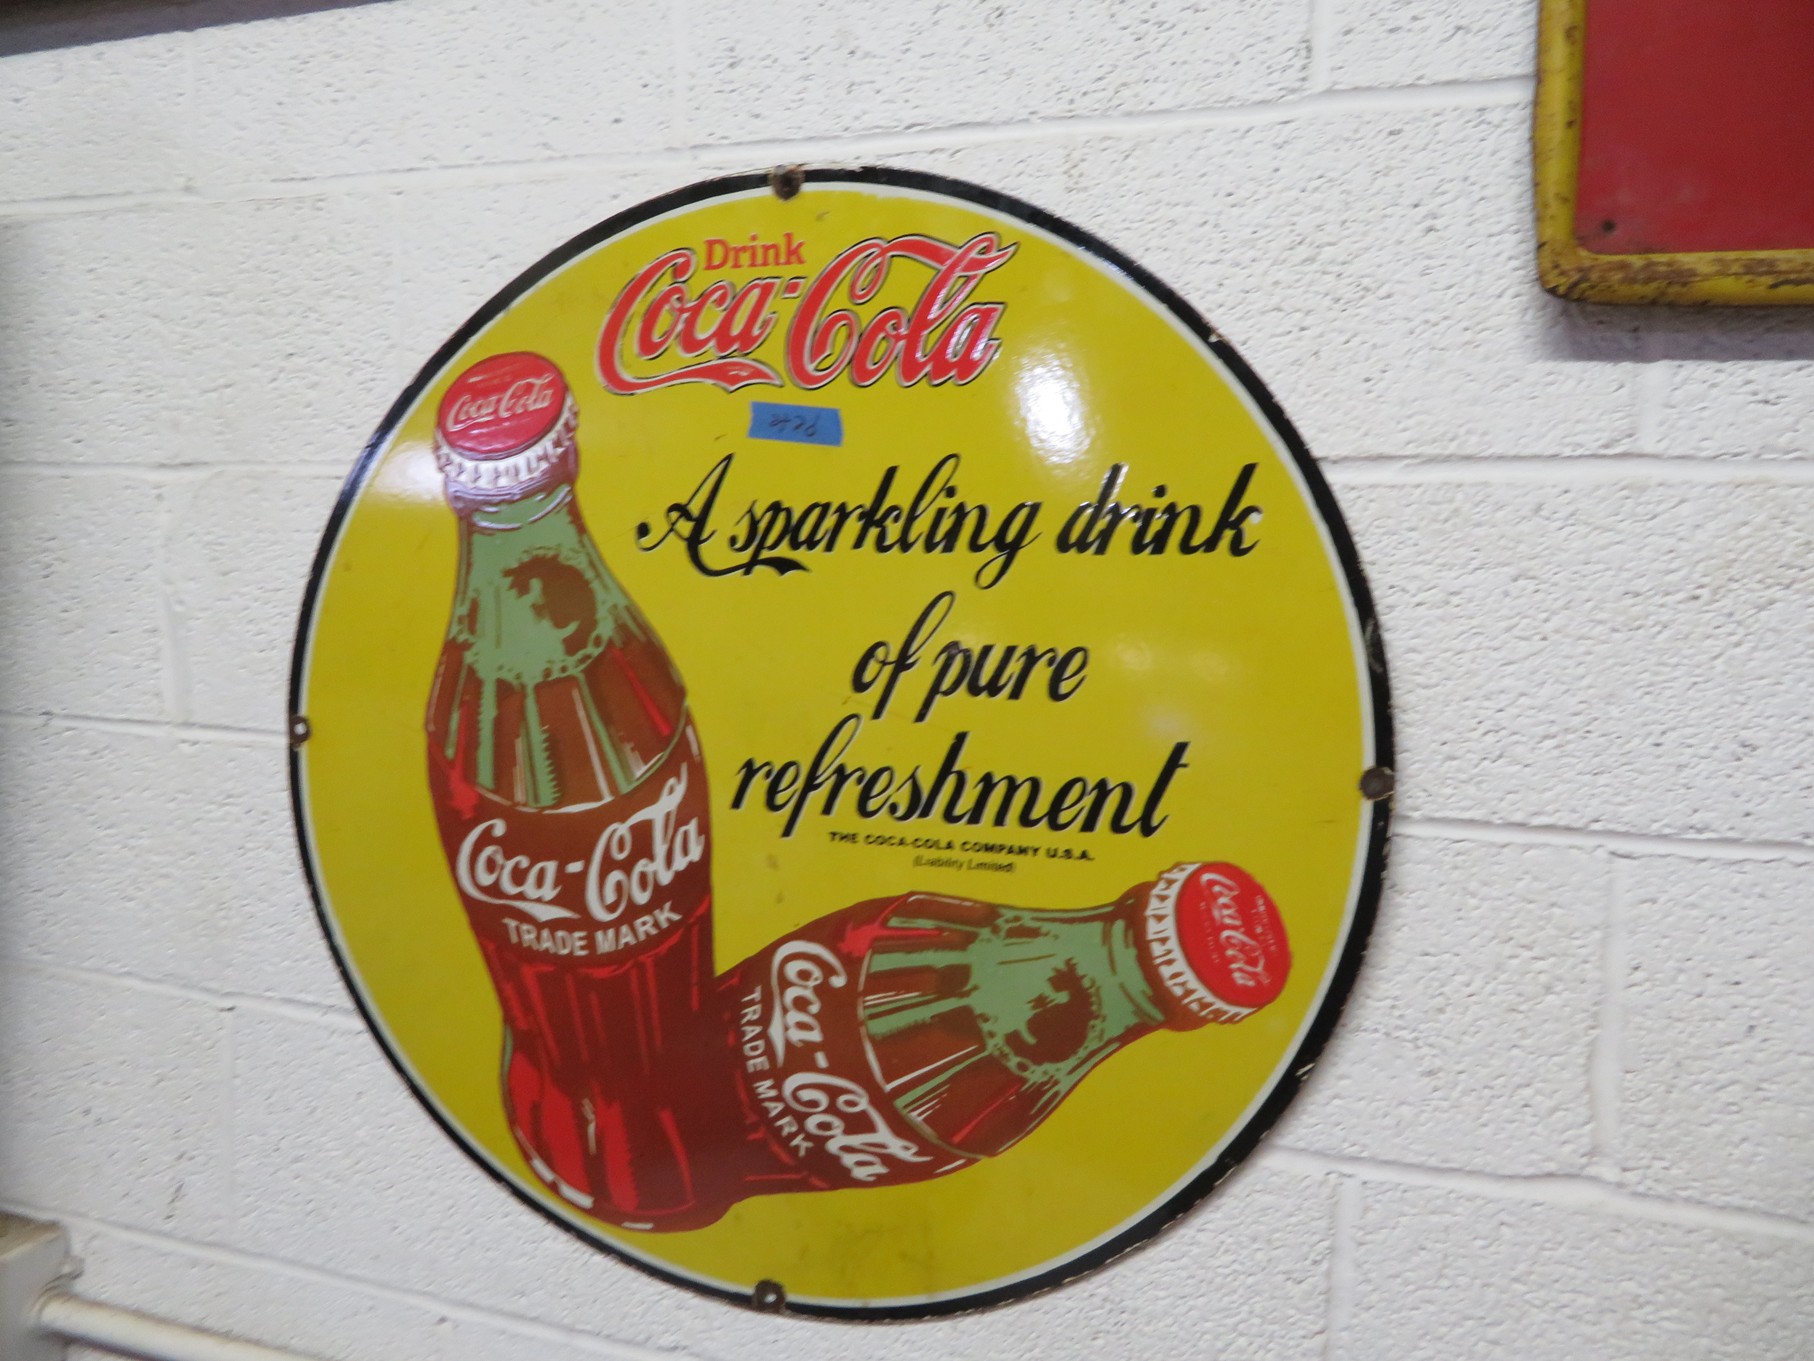 Drink
Coca-Cola
Coca-Cola
A sparkling drink
of pure
refreshment
THE COCA-COLA COMPANY U.S.A.
(Liability Limited)
Coca-Cola
TRADE MARK
Coca-Cola
Coca-Cola
TRADE MARK